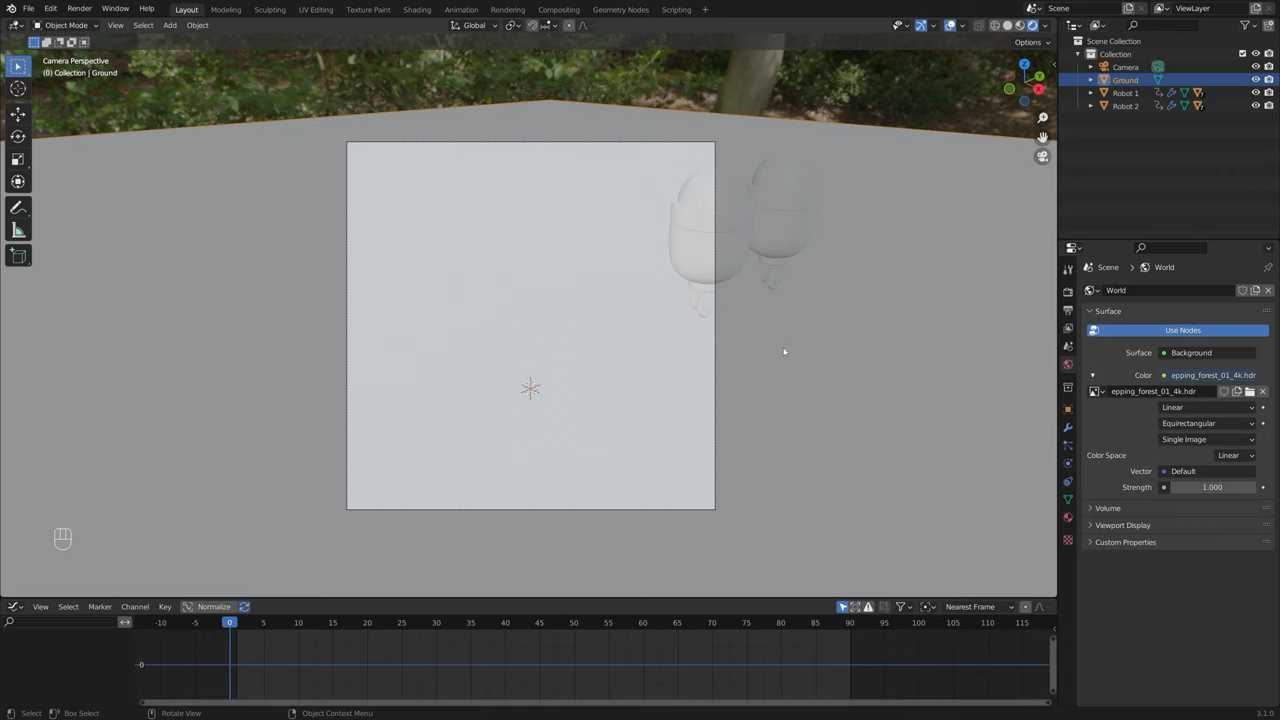 File Edit Render Window Help Layout Modeling Sculpting UV Editing Texture Paint Shading Animation Rendering Compositing Geometry Nodes Scripting + Scene ViewLayer
Object Mode View Select Add Object Global
Options
Camera Perspective
(0) Collection | Ground
Z
Y
X
Scene Collection
Collection
Camera
Ground
Robot 1
Robot 2
Scene World
World
Surface
Use Nodes
Surface Background
Color epping_forest_01_4k.hdr
epping_forest_01_4k.hdr
Linear
Equirectangular
Single Image
Color Space Linear
Vector Default
Strength 1.000
Volume
Viewport Display
Custom Properties
View Select Marker Channel Key Normalize Nearest Frame
-10 -5 0 5 10 15 20 25 30 35 40 45 50 55 60 65 70 75 80 85 90 95 100 105 110 115
0
Select Box Select Rotate View Object Context Menu 3.1.0